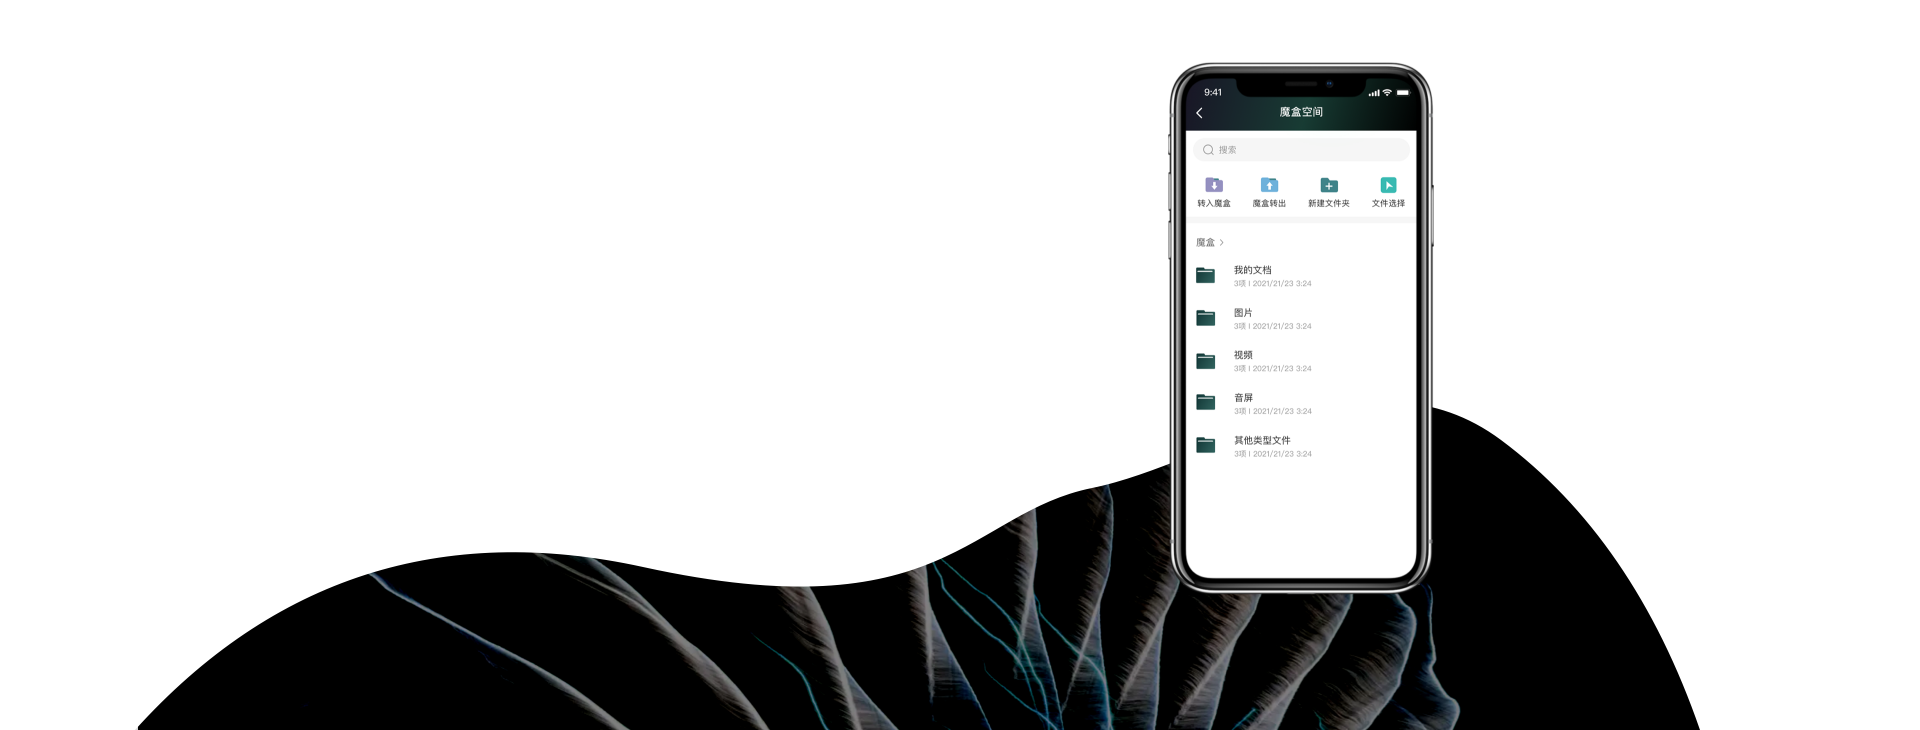 9:41
魔盒空间
搜索
转入魔盒 魔盒转出 新建文件夹 文件选择
魔盒 >
我的文档
3项 | 2021/21/23 3:24
图片
3项 | 2021/21/23 3:24
视频
3项 | 2021/21/23 3:24
音屏
3项 | 2021/21/23 3:24
其他类型文件
3项 | 2021/21/23 3:24